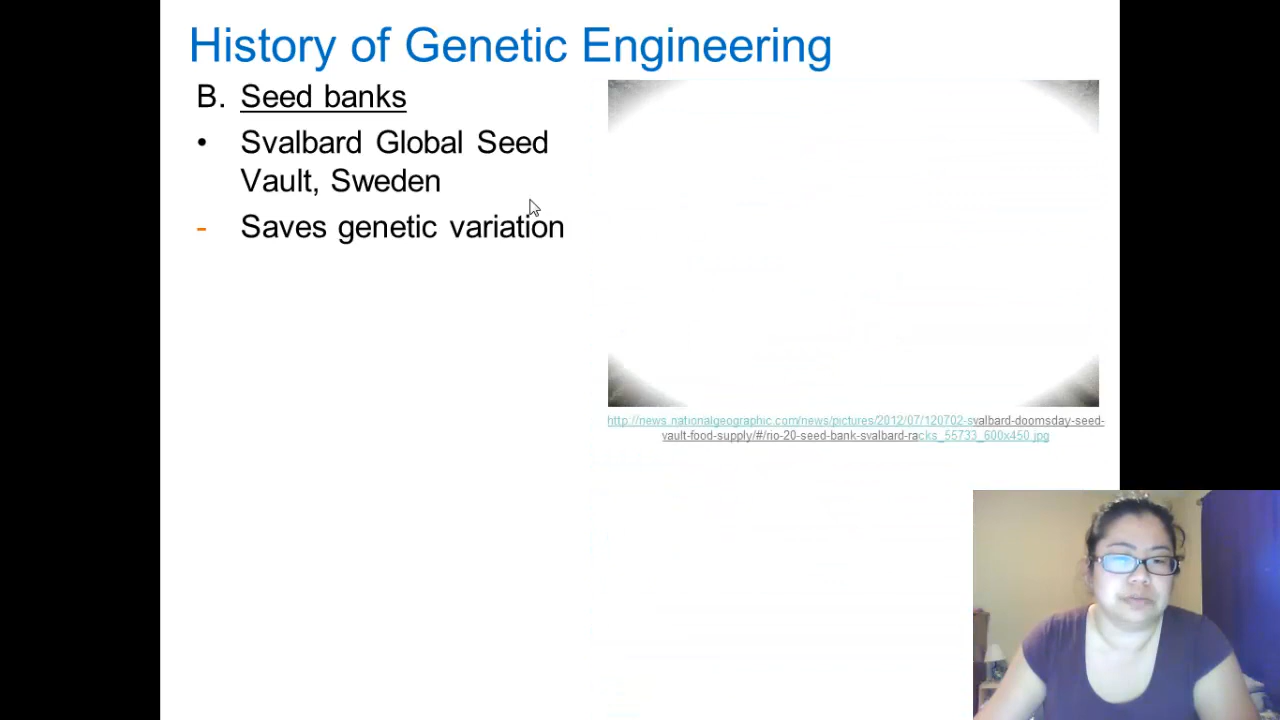 History of Genetic Engineering
B. Seed banks
• Svalbard Global Seed
Vault, Sweden
- Saves genetic variation
http://news.nationalgeographic.com/news/pictures/2012/07/120702-svalbard-doomsday-seed-
vault-food-supply/#/rio-20-seed-bank-svalbard-racks_55733_600x450.jpg